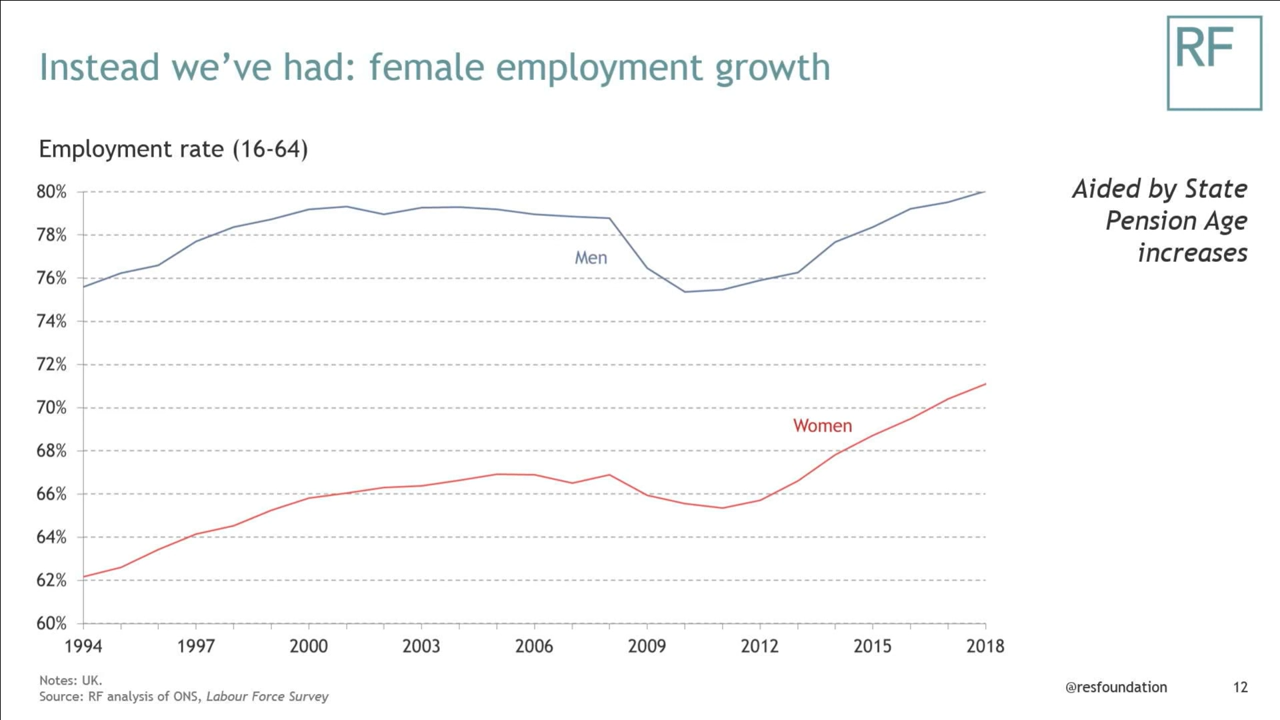 RF
Instead we’ve had: female employment growth
Employment rate (16-64)
Aided by State
Pension Age
increases
80%
78%
76%
74%
72%
70%
68%
66%
64%
62%
60%
Men
Women
1994 1997 2000 2003 2006 2009 2012 2015 2018
Notes: UK.
Source: RF analysis of ONS, Labour Force Survey
@resfoundation 12